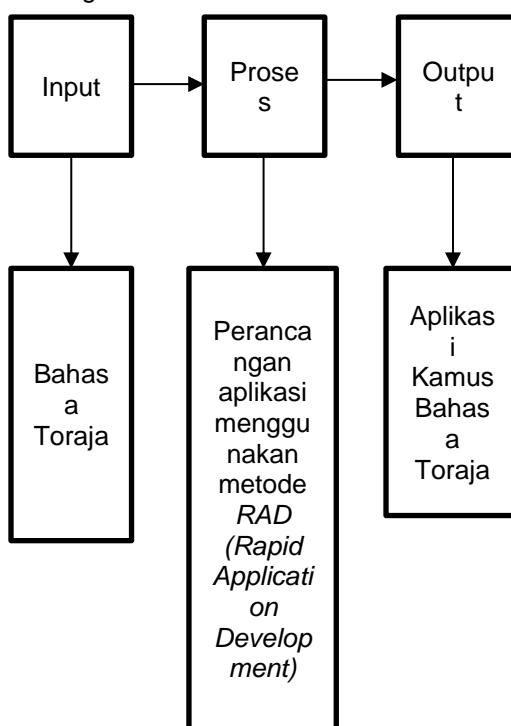 Input
Prose
s
Outpu
t
Bahas
a
Toraja
Peranca
ngan
aplikasi
menggu
nakan
metode
RAD
(Rapid
Applicati
on
Develop
ment)
Aplikas
i
Kamus
Bahas
a
Toraja